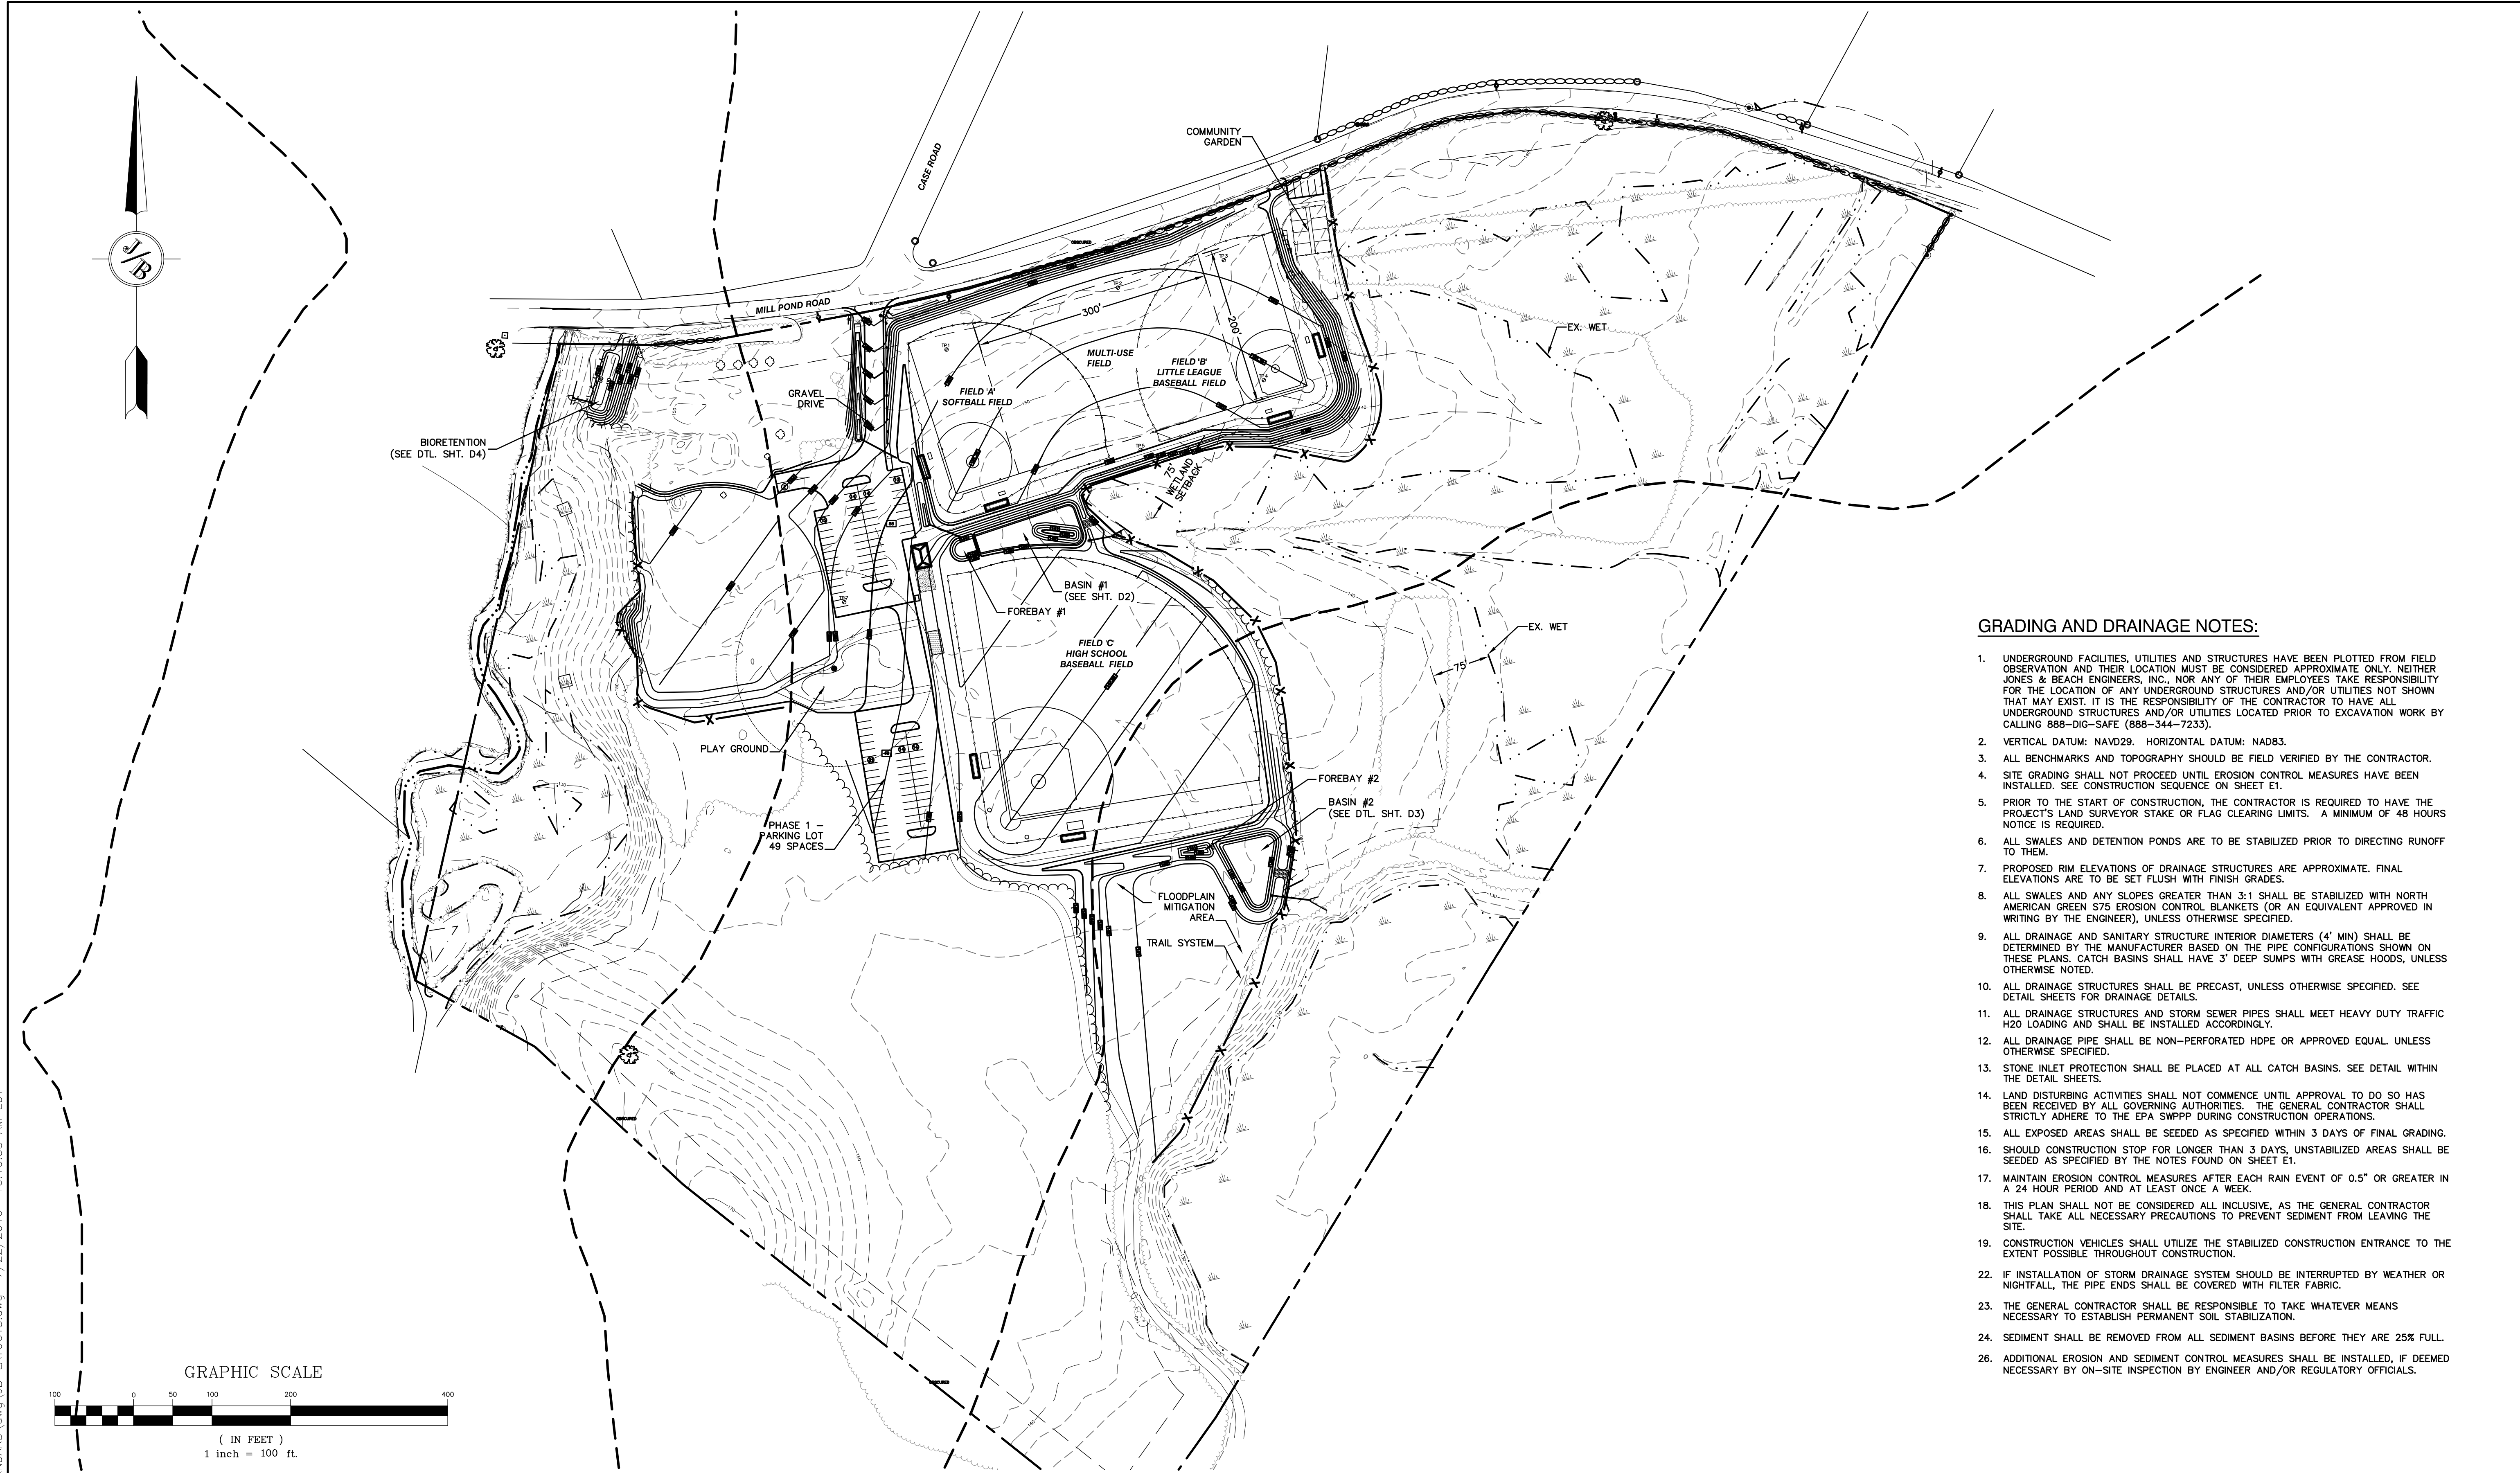 COMMUNITY
GARDEN
CASE ROAD
J/B
MILL POND ROAD
OBSCURED
300'
200'
EX. WET
MULTI-USE
FIELD
FIELD 'B'
LITTLE LEAGUE
BASEBALL FIELD
FIELD 'A'
SOFTBALL FIELD
GRAVEL
DRIVE
BIORETENTION
(SEE DTL. SHT. D4)
75'
WETLAND
SETBACK
BASIN #1
(SEE SHT. D2)
FOREBAY #1
EX. WET
75'
FIELD 'C'
HIGH SCHOOL
BASEBALL FIELD
PLAY GROUND
FOREBAY #2
BASIN #2
(SEE DTL. SHT. D3)
PHASE 1 –
PARKING LOT
49 SPACES
FLOODPLAIN
MITIGATION
AREA
TRAIL SYSTEM
OBSCURED
OBSCURED
GRAPHIC SCALE
100 0 50 100 200 400
( IN FEET )
1 inch = 100 ft.
GRADING AND DRAINAGE NOTES:
1. UNDERGROUND FACILITIES, UTILITIES AND STRUCTURES HAVE BEEN PLOTTED FROM FIELD
OBSERVATION AND THEIR LOCATION MUST BE CONSIDERED APPROXIMATE ONLY. NEITHER
JONES & BEACH ENGINEERS, INC., NOR ANY OF THEIR EMPLOYEES TAKE RESPONSIBILITY
FOR THE LOCATION OF ANY UNDERGROUND STRUCTURES AND/OR UTILITIES NOT SHOWN
THAT MAY EXIST. IT IS THE RESPONSIBILITY OF THE CONTRACTOR TO HAVE ALL
UNDERGROUND STRUCTURES AND/OR UTILITIES LOCATED PRIOR TO EXCAVATION WORK BY
CALLING 888–DIG–SAFE (888–344–7233).
2. VERTICAL DATUM: NAVD29. HORIZONTAL DATUM: NAD83.
3. ALL BENCHMARKS AND TOPOGRAPHY SHOULD BE FIELD VERIFIED BY THE CONTRACTOR.
4. SITE GRADING SHALL NOT PROCEED UNTIL EROSION CONTROL MEASURES HAVE BEEN
INSTALLED. SEE CONSTRUCTION SEQUENCE ON SHEET E1.
5. PRIOR TO THE START OF CONSTRUCTION, THE CONTRACTOR IS REQUIRED TO HAVE THE
PROJECT'S LAND SURVEYOR STAKE OR FLAG CLEARING LIMITS. A MINIMUM OF 48 HOURS
NOTICE IS REQUIRED.
6. ALL SWALES AND DETENTION PONDS ARE TO BE STABILIZED PRIOR TO DIRECTING RUNOFF
TO THEM.
7. PROPOSED RIM ELEVATIONS OF DRAINAGE STRUCTURES ARE APPROXIMATE. FINAL
ELEVATIONS ARE TO BE SET FLUSH WITH FINISH GRADES.
8. ALL SWALES AND ANY SLOPES GREATER THAN 3:1 SHALL BE STABILIZED WITH NORTH
AMERICAN GREEN S75 EROSION CONTROL BLANKETS (OR AN EQUIVALENT APPROVED IN
WRITING BY THE ENGINEER), UNLESS OTHERWISE SPECIFIED.
9. ALL DRAINAGE AND SANITARY STRUCTURE INTERIOR DIAMETERS (4' MIN) SHALL BE
DETERMINED BY THE MANUFACTURER BASED ON THE PIPE CONFIGURATIONS SHOWN ON
THESE PLANS. CATCH BASINS SHALL HAVE 3' DEEP SUMPS WITH GREASE HOODS, UNLESS
OTHERWISE NOTED.
10. ALL DRAINAGE STRUCTURES SHALL BE PRECAST, UNLESS OTHERWISE SPECIFIED. SEE
DETAIL SHEETS FOR DRAINAGE DETAILS.
11. ALL DRAINAGE STRUCTURES AND STORM SEWER PIPES SHALL MEET HEAVY DUTY TRAFFIC
H20 LOADING AND SHALL BE INSTALLED ACCORDINGLY.
12. ALL DRAINAGE PIPE SHALL BE NON–PERFORATED HDPE OR APPROVED EQUAL. UNLESS
OTHERWISE SPECIFIED.
13. STONE INLET PROTECTION SHALL BE PLACED AT ALL CATCH BASINS. SEE DETAIL WITHIN
THE DETAIL SHEETS.
14. LAND DISTURBING ACTIVITIES SHALL NOT COMMENCE UNTIL APPROVAL TO DO SO HAS
BEEN RECEIVED BY ALL GOVERNING AUTHORITIES. THE GENERAL CONTRACTOR SHALL
STRICTLY ADHERE TO THE EPA SWPPP DURING CONSTRUCTION OPERATIONS.
15. ALL EXPOSED AREAS SHALL BE SEEDED AS SPECIFIED WITHIN 3 DAYS OF FINAL GRADING.
16. SHOULD CONSTRUCTION STOP FOR LONGER THAN 3 DAYS, UNSTABILIZED AREAS SHALL BE
SEEDED AS SPECIFIED BY THE NOTES FOUND ON SHEET E1.
17. MAINTAIN EROSION CONTROL MEASURES AFTER EACH RAIN EVENT OF 0.5" OR GREATER IN
A 24 HOUR PERIOD AND AT LEAST ONCE A WEEK.
18. THIS PLAN SHALL NOT BE CONSIDERED ALL INCLUSIVE, AS THE GENERAL CONTRACTOR
SHALL TAKE ALL NECESSARY PRECAUTIONS TO PREVENT SEDIMENT FROM LEAVING THE
SITE.
19. CONSTRUCTION VEHICLES SHALL UTILIZE THE STABILIZED CONSTRUCTION ENTRANCE TO THE
EXTENT POSSIBLE THROUGHOUT CONSTRUCTION.
22. IF INSTALLATION OF STORM DRAINAGE SYSTEM SHOULD BE INTERRUPTED BY WEATHER OR
NIGHTFALL, THE PIPE ENDS SHALL BE COVERED WITH FILTER FABRIC.
23. THE GENERAL CONTRACTOR SHALL BE RESPONSIBLE TO TAKE WHATEVER MEANS
NECESSARY TO ESTABLISH PERMANENT SOIL STABILIZATION.
24. SEDIMENT SHALL BE REMOVED FROM ALL SEDIMENT BASINS BEFORE THEY ARE 25% FULL.
26. ADDITIONAL EROSION AND SEDIMENT CONTROL MEASURES SHALL BE INSTALLED, IF DEEMED
NECESSARY BY ON–SITE INSPECTION BY ENGINEER AND/OR REGULATORY OFFICIALS.